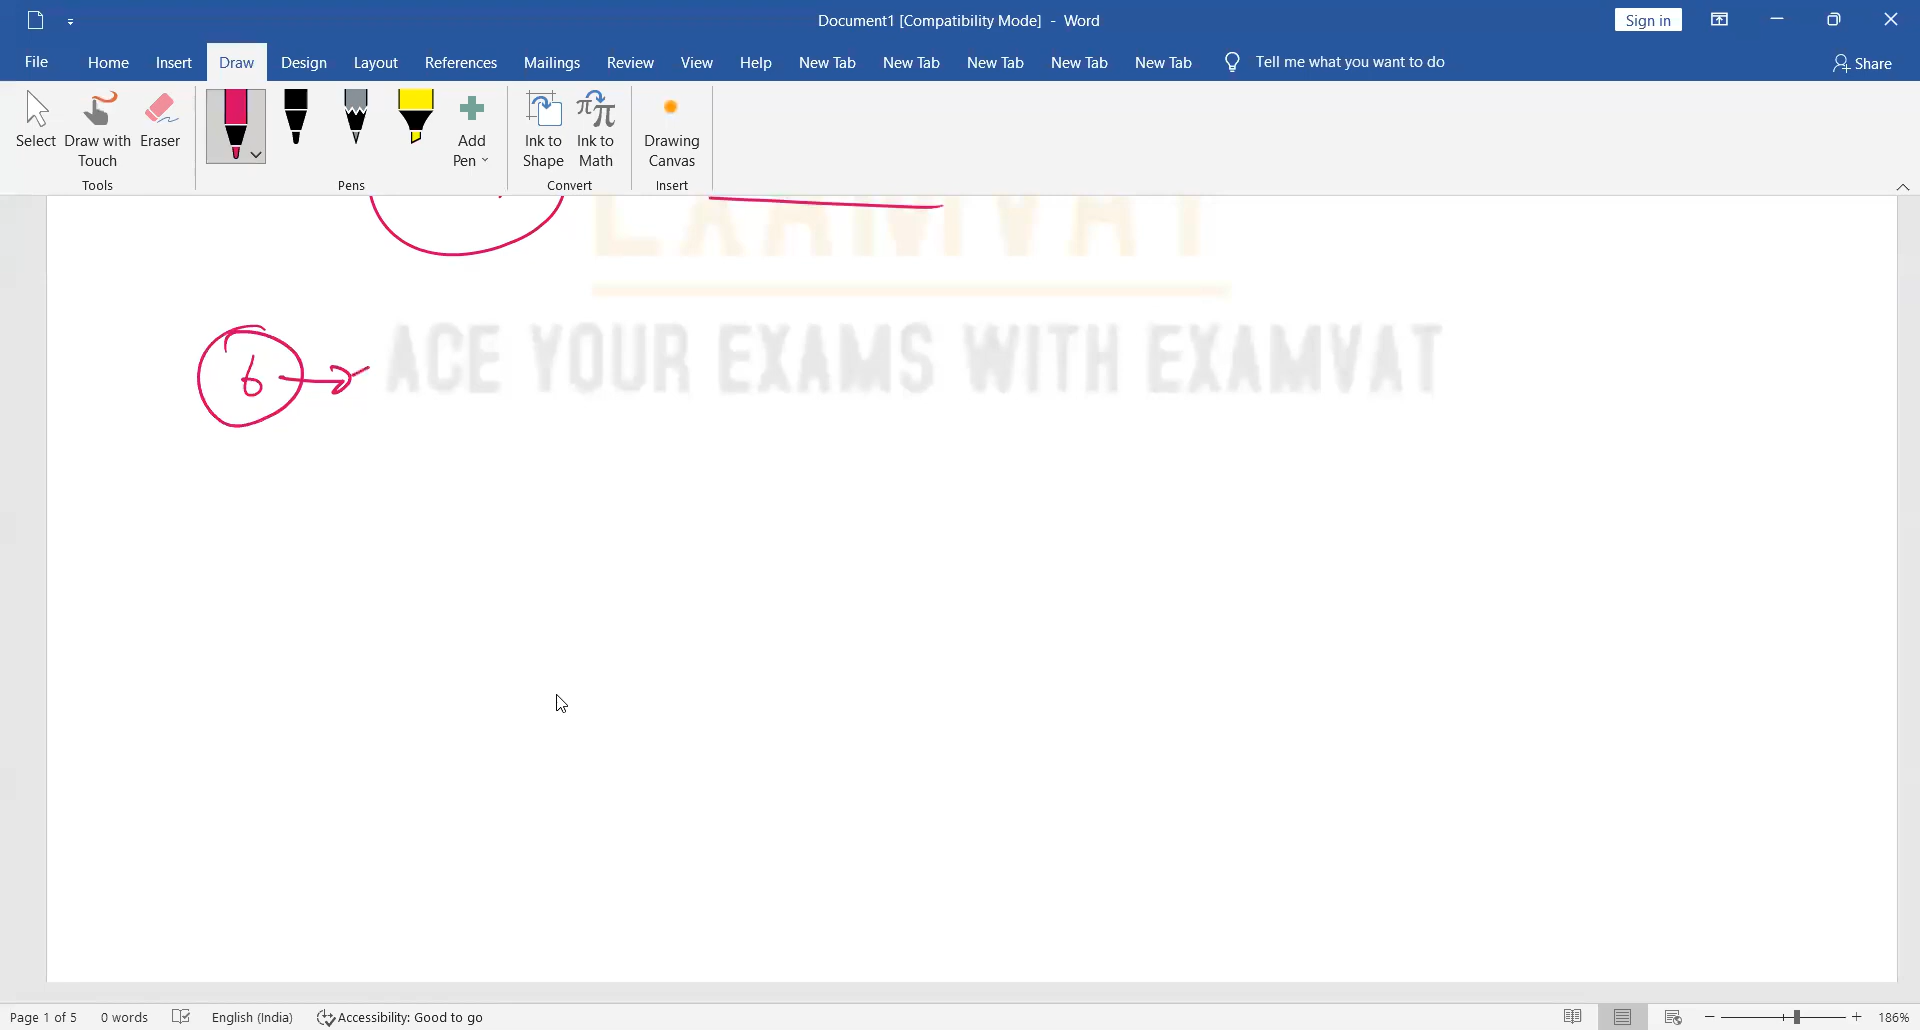 Document1 [Compatibility Mode] - Word
Sign in
File Home Insert Draw Design Layout References Mailings Review View Help New Tab New Tab New Tab New Tab New Tab Tell me what you want to do Share
Select Draw with Touch Eraser Add Pen Ink to Shape Ink to Math Drawing Canvas
Tools Pens Convert Insert
EXAMVAT
6
ACE YOUR EXAMS WITH EXAMVAT
Page 1 of 5 0 words English (India) Accessibility: Good to go 186%